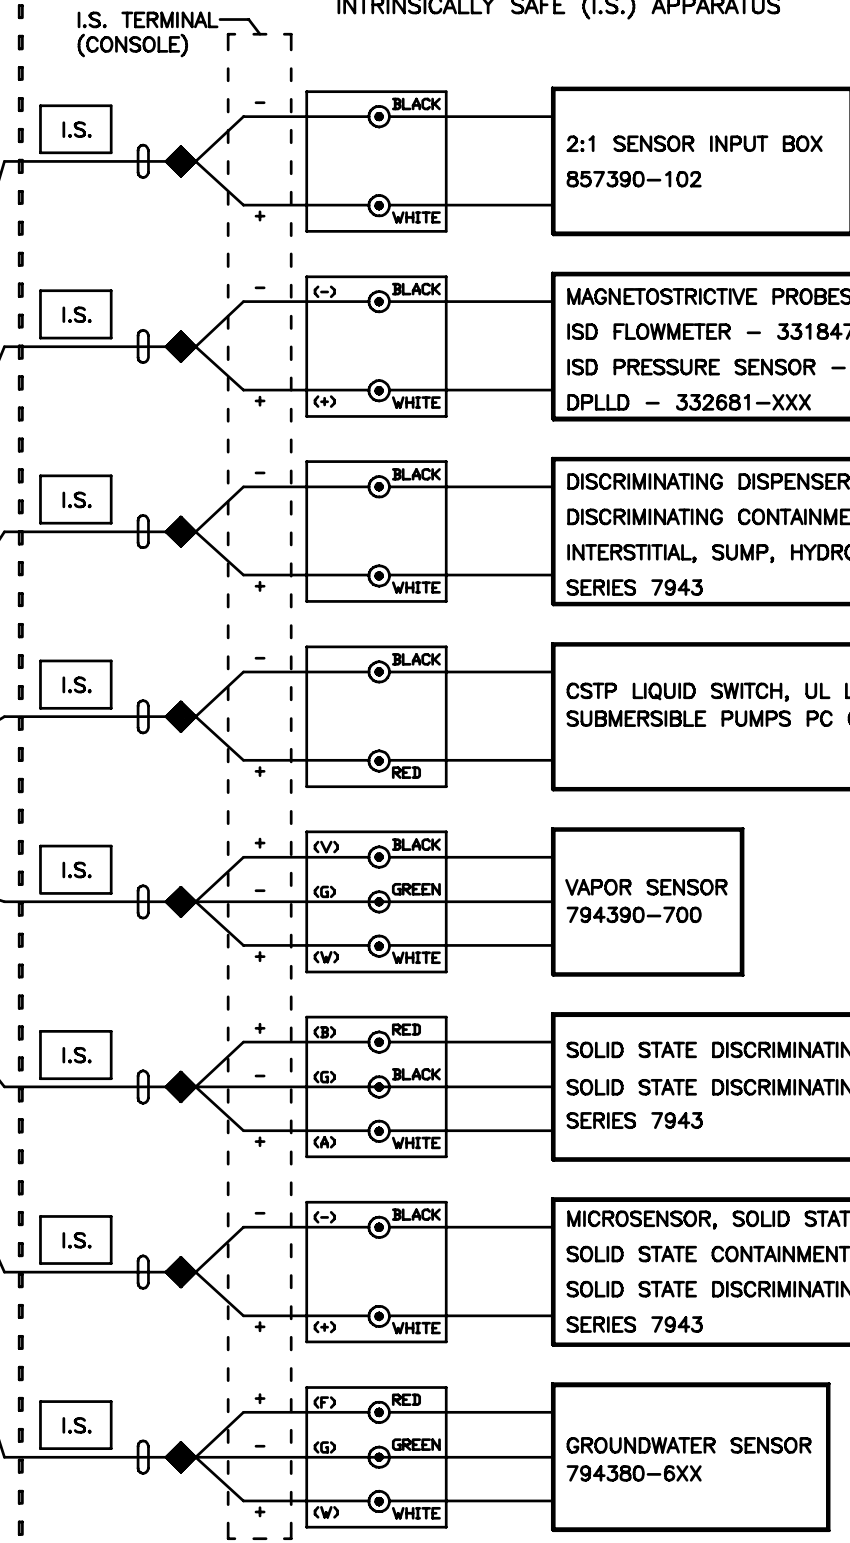 INTRINSICALLY SAFE (I.S.) APPARATUS
I.S. TERMINAL
(CONSOLE)
I.S.
-
+
BLACK
WHITE
2:1 SENSOR INPUT BOX
857390-102
I.S.
-
+
(-)
BLACK
(+)
WHITE
MAGNETOSTRICTIVE PROBES
ISD FLOWMETER - 331847
ISD PRESSURE SENSOR -
DPLLD - 332681-XXX
I.S.
-
+
BLACK
WHITE
DISCRIMINATING DISPENSER
DISCRIMINATING CONTAINME
INTERSTITIAL, SUMP, HYDRO
SERIES 7943
I.S.
-
+
BLACK
RED
CSTP LIQUID SWITCH, UL L
SUBMERSIBLE PUMPS PC
I.S.
+
-
+
(V)
BLACK
(G)
GREEN
(W)
WHITE
VAPOR SENSOR
794390-700
I.S.
+
-
+
(B)
RED
(G)
BLACK
(A)
WHITE
SOLID STATE DISCRIMINATIN
SOLID STATE DISCRIMINATIN
SERIES 7943
I.S.
-
+
(-)
BLACK
(+)
WHITE
MICROSENSOR, SOLID STAT
SOLID STATE CONTAINMENT
SOLID STATE DISCRIMINATIN
SERIES 7943
I.S.
+
-
+
(F)
RED
(G)
GREEN
(W)
WHITE
GROUNDWATER SENSOR
794380-6XX